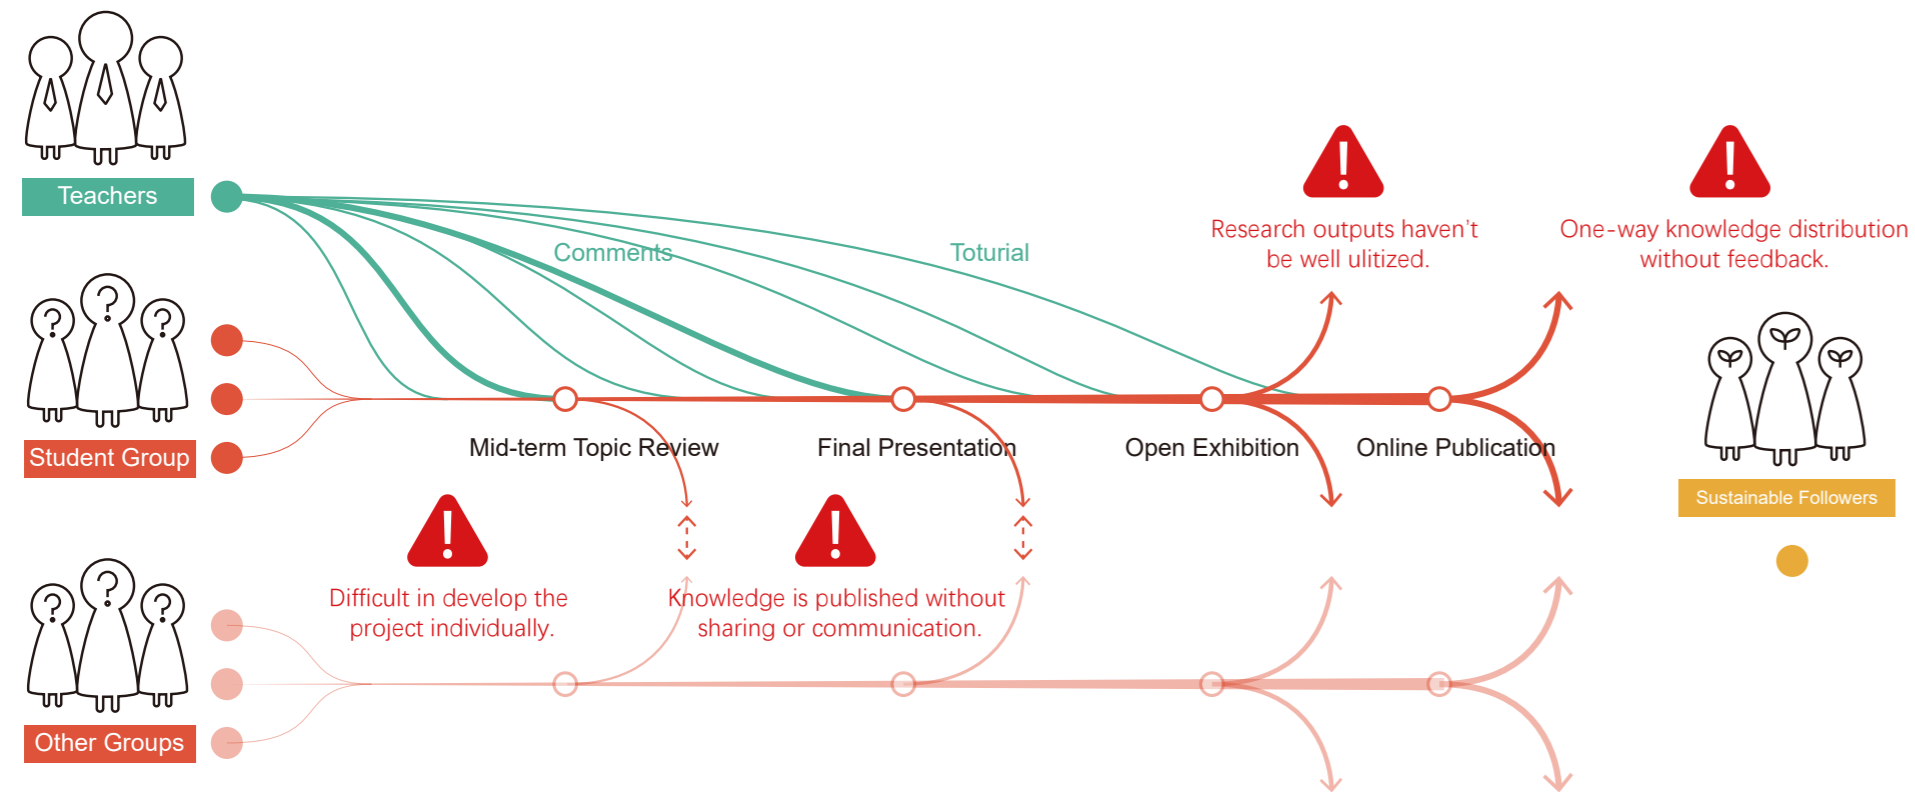 Teachers
Comments
Toturial
Research outputs haven't
be well ulitized.
One-way knowledge distribution
without feedback.
Student Group
Mid-term Topic Review
Final Presentation
Open Exhibition
Online Publication
Sustainable Followers
Difficult in develop the
project individually.
Knowledge is published without
sharing or communication.
Other Groups